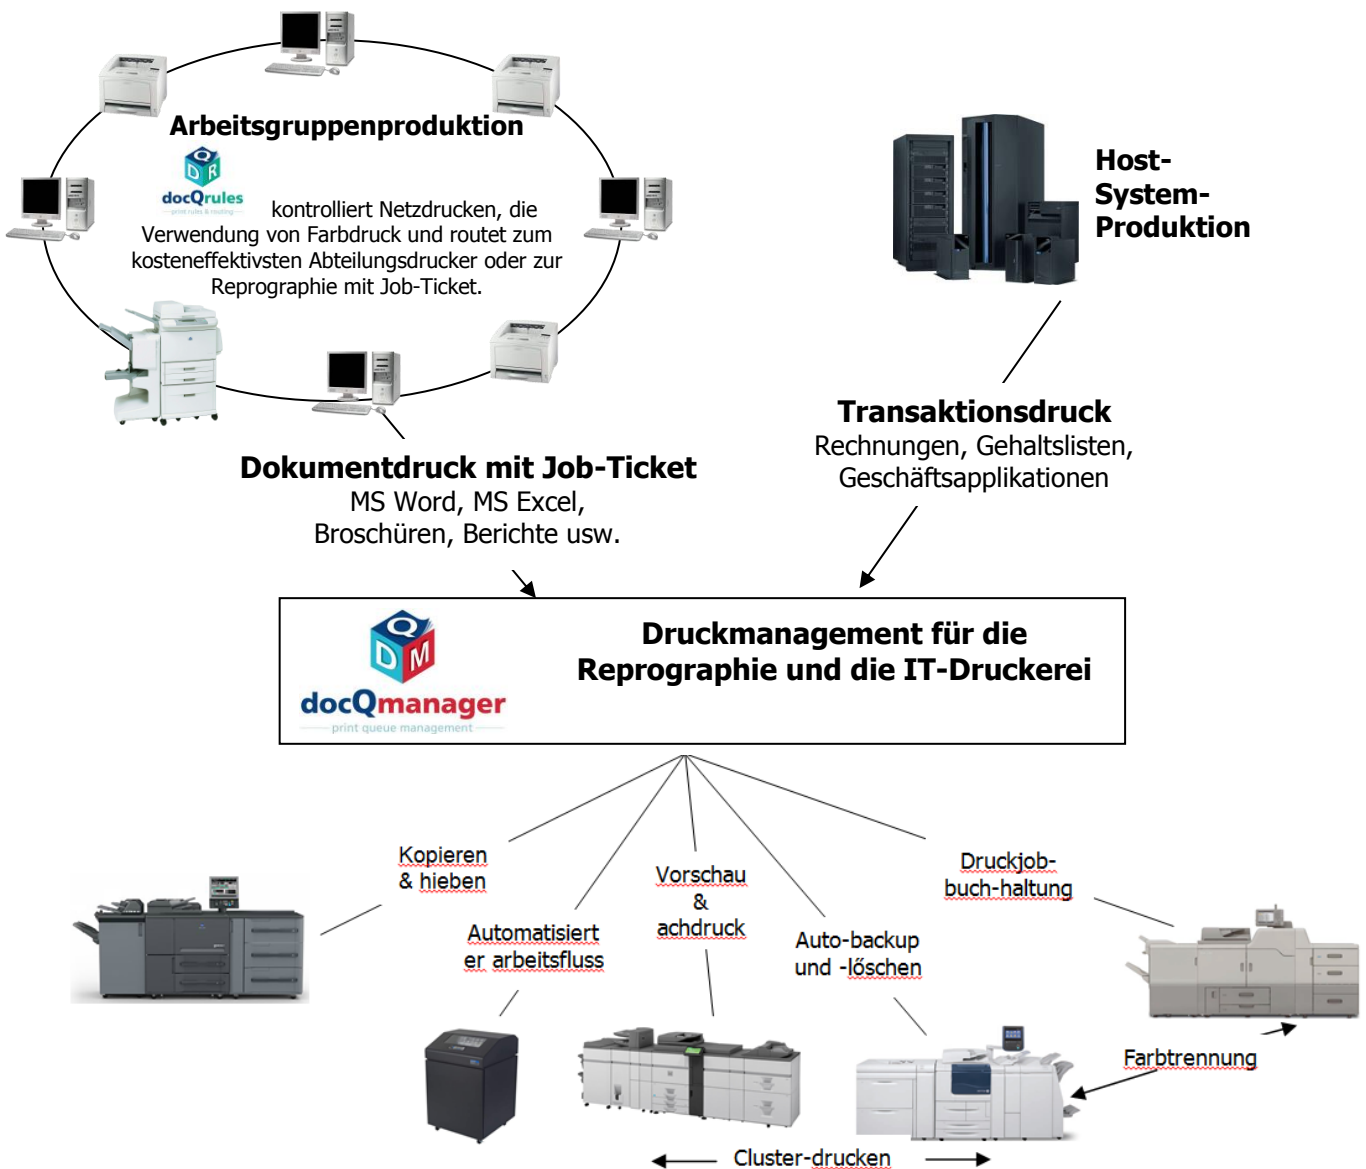 Arbeitsgruppenproduktion
Q
D R
docQrules
print rules & routing
kontrolliert Netzdrucken, die
Verwendung von Farbdruck und routet zum
kosteneffektivsten Abteilungsdrucker oder zur
Reprographie mit Job-Ticket.
Host-
System-
Produktion
Dokumentdruck mit Job-Ticket
MS Word, MS Excel,
Broschüren, Berichte usw.
Transaktionsdruck
Rechnungen, Gehaltslisten,
Geschäftsapplikationen
Q
D M
docQmanager
print queue management
Druckmanagement für die
Reprographie und die IT-Druckerei
Kopieren
& hieben
Automatisiert
er arbeitsfluss
Vorschau
&
achdruck
Auto-backup
und -lőschen
Druckjob-
buch-haltung
Farbtrennung
Cluster-drucken